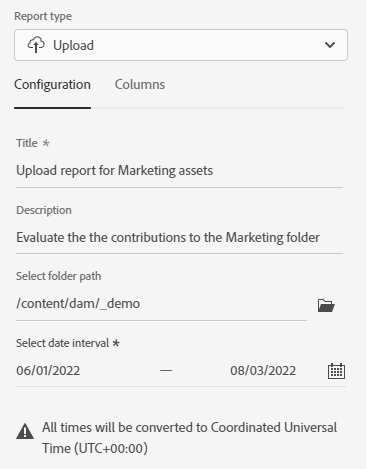 Report type
Upload
Configuration Columns
Title *
Upload report for Marketing assets
Description
Evaluate the the contributions to the Marketing folder
Select folder path
/content/dam/_demo
Select date interval *
06/01/2022 — 08/03/2022
All times will be converted to Coordinated Universal
Time (UTC+00:00)